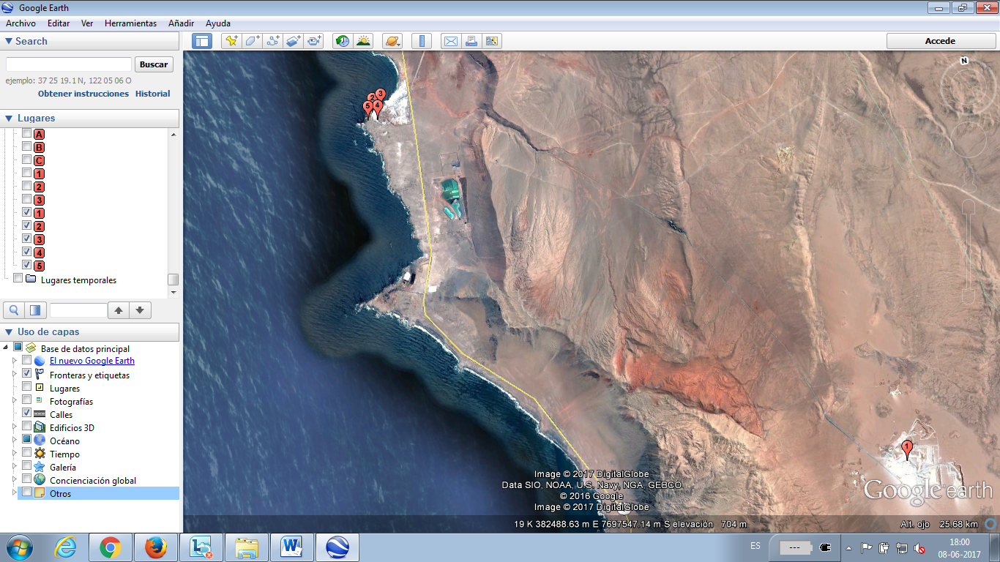 Google Earth
Archivo Editar Ver Herramientas Añadir Ayuda
Search
Accede
Buscar
ejemplo: 37 25 19.1 N, 122 05 06 O
Obtener instrucciones Historial
Lugares
A
B
C
1
2
3
1
2
3
4
5
Lugares temporales
Uso de capas
Base de datos principal
El nuevo Google Earth
Fronteras y etiquetas
Lugares
Fotografías
Calles
Edificios 3D
Océano
Tiempo
Galería
Concienciación global
Otros
N
2 3
5 4
1
Image © 2017 DigitalGlobe
Data SIO, NOAA, U.S. Navy, NGA, GEBCO
© 2016 Google
Image © 2017 DigitalGlobe
Google earth
19 K 382488.63 m E 7697547.14 m S elevación 704 m Alt. ojo 25.68 km
ES
---
18:00
08-06-2017